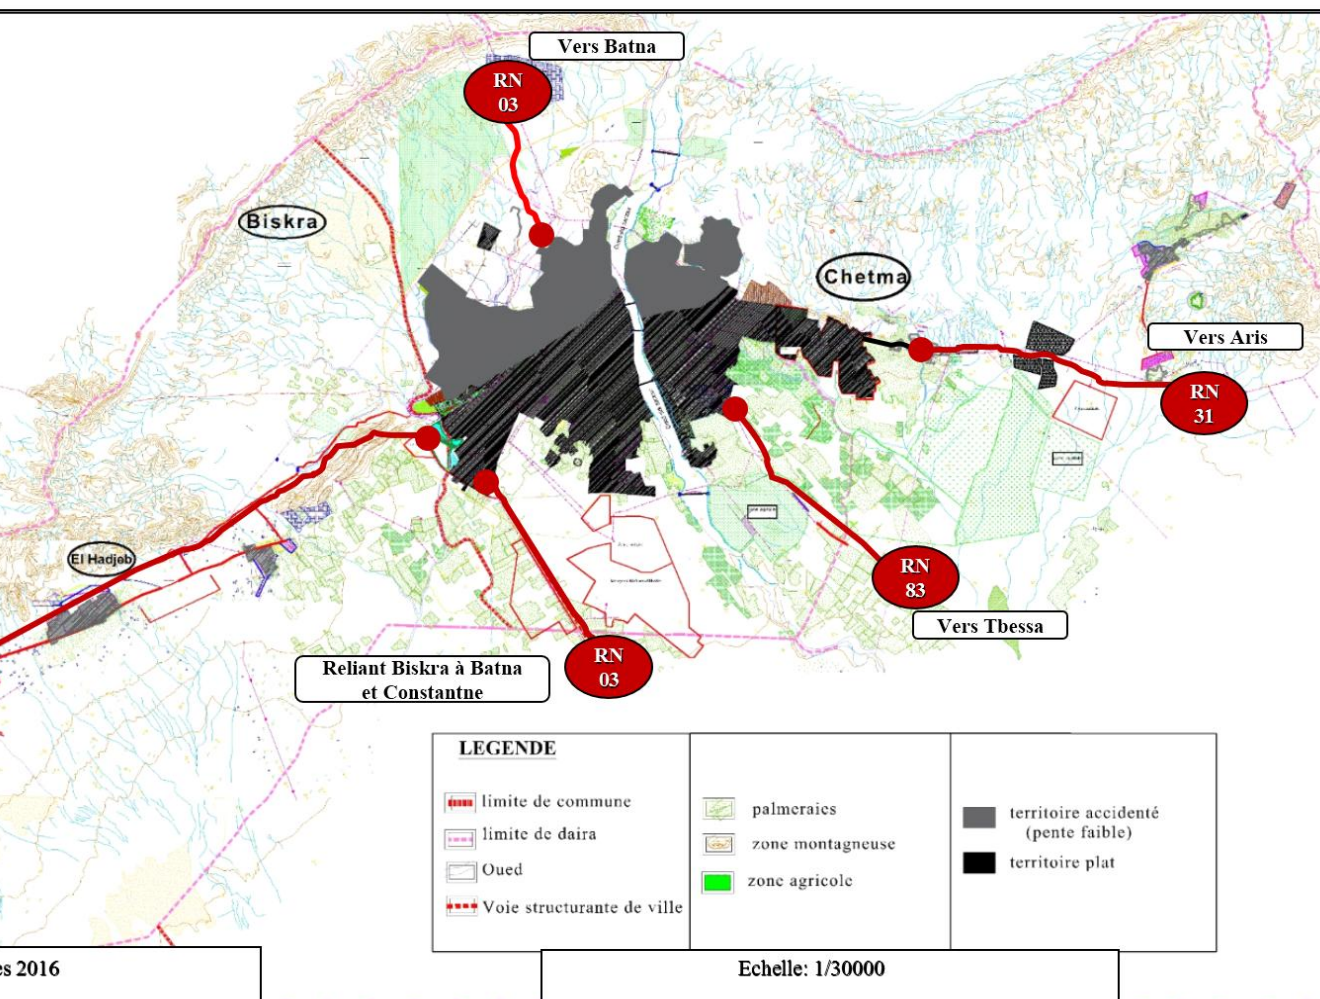 Vers Batna
RN
03
Biskra
Chetma
Vers Aris
RN
31
El Hadjeb
RN
83
Vers Tbessa
Reliant Biskra à Batna
et Constantne
RN
03
LEGENDE
limite de commune
limite de daira
Oued
Voie structurante de ville
palmeraies
zone montagneuse
zone agricole
territoire accidenté
(pente faible)
territoire plat
es 2016
Echelle: 1/30000